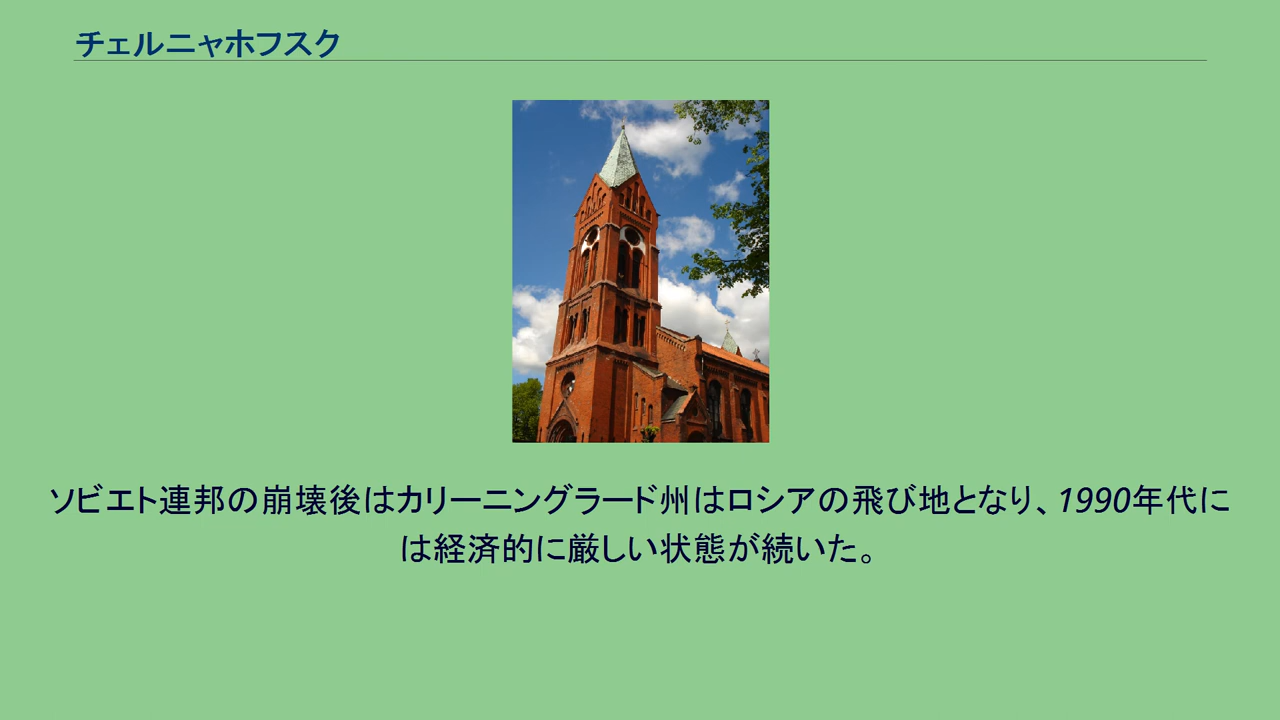 チェルニャホフスク
ソビエト連邦の崩壊後はカリーニングラード州はロシアの飛び地となり、1990年代に
は経済的に厳しい状態が続いた。